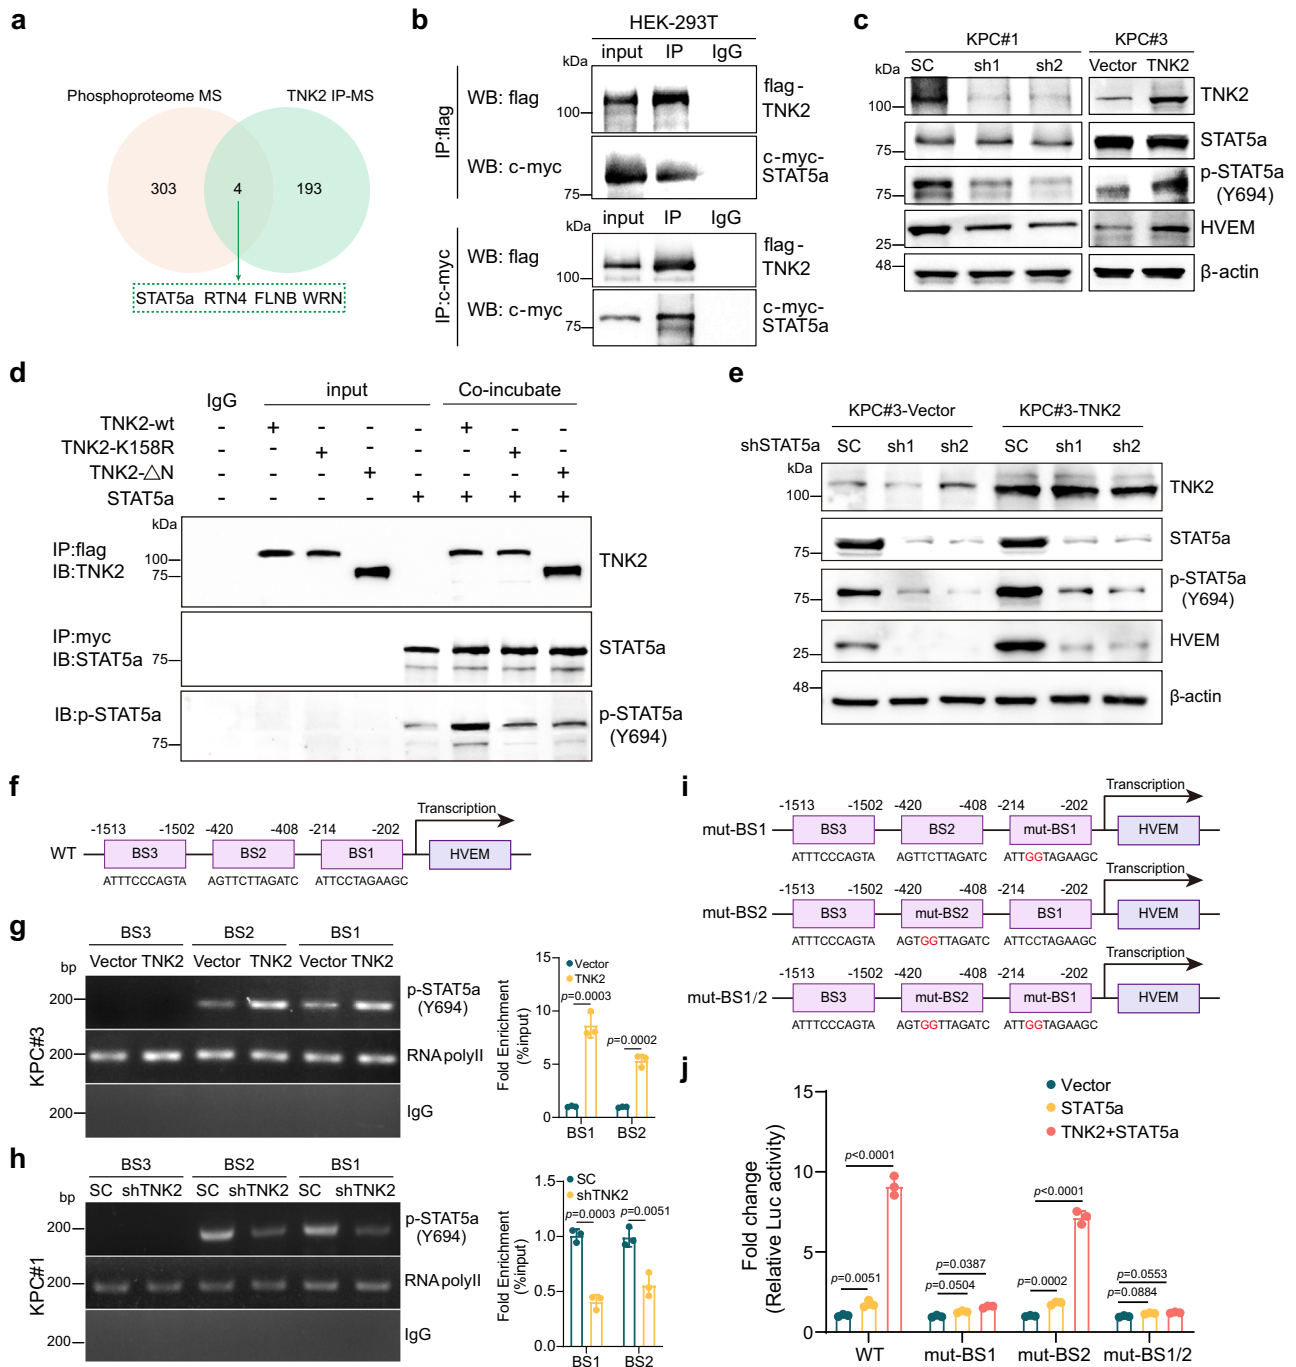 a
Phosphoproteome MS
TNK2 IP-MS
303
4
193
STAT5a RTN4 FLNB WRN
b
HEK-293T
kDa
input IP IgG
IP:flag
WB: flag
100
flag-
TNK2
WB: c-myc
75
c-myc-
STAT5a
input IP IgG
kDa
IP:c-myc
WB: flag
100
flag-
TNK2
WB: c-myc
75
c-myc-
STAT5a
c
KPC#1 KPC#3
kDa
SC sh1 sh2 Vector TNK2
100
TNK2
75
STAT5a
75
p-STAT5a
(Y694)
25
HVEM
48
β-actin
d
IgG input Co-incubate
TNK2-wt - + - - - + - -
TNK2-K158R - - + - - - + -
TNK2-△N - - - + - - - +
STAT5a - - - - + + + +
kDa
IP:flag
IB:TNK2
100
75
TNK2
IP:myc
IB:STAT5a
75
STAT5a
IB:p-STAT5a
75
p-STAT5a
(Y694)
e
KPC#3-Vector KPC#3-TNK2
shSTAT5a SC sh1 sh2 SC sh1 sh2
kDa
100
TNK2
75
STAT5a
75
p-STAT5a
(Y694)
25
HVEM
48
β-actin
f
Transcription
-1513 -1502 -420 -408 -214 -202
WT BS3 BS2 BS1 HVEM
ATTTCCCAGTA AGTTCTTAGATC ATTCCTAGAAGC
g
BS3 BS2 BS1
bp
Vector TNK2 Vector TNK2 Vector TNK2
KPC#3
200
p-STAT5a
(Y694)
200
RNA polyII
200
IgG
Fold Enrichment
(%input)
15
10
5
0
Vector
TNK2
p=0.0003
p=0.0002
BS1 BS2
h
BS3 BS2 BS1
bp
SC shTNK2 SC shTNK2 SC shTNK2
KPC#1
200
p-STAT5a
(Y694)
200
RNA polyII
200
IgG
Fold Enrichment
(%input)
1.5
1.0
0.5
0.0
SC
shTNK2
p=0.0003
p=0.0051
BS1 BS2
i
Transcription
-1513 -1502 -420 -408 -214 -202
mut-BS1 BS3 BS2 mut-BS1 HVEM
ATTTCCCAGTA AGTTCTTAGATC ATTGGTAGAAGC
Transcription
-1513 -1502 -420 -408 -214 -202
mut-BS2 BS3 mut-BS2 BS1 HVEM
ATTTCCCAGTA AGTGGTTAGATC ATTCCTAGAAGC
Transcription
-1513 -1502 -420 -408 -214 -202
mut-BS1/2 BS3 mut-BS2 mut-BS1 HVEM
ATTTCCCAGTA AGTGGTTAGATC ATTGGTAGAAGC
j
Fold change
(Relative Luc activity)
15
10
5
0
Vector
STAT5a
TNK2+STAT5a
p<0.0001
p=0.0051
p=0.0387
p=0.0504
p<0.0001
p=0.0002
p=0.0553
p=0.0884
WT mut-BS1 mut-BS2 mut-BS1/2